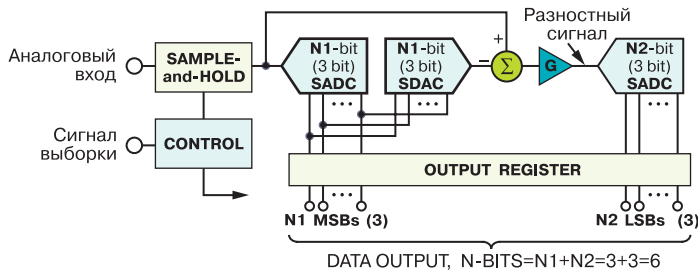 Аналоговый
вход
SAMPLE-
and-HOLD
Сигнал
выборки
CONTROL
N1-bit
(3 bit)
SADC
N1-bit
(3 bit)
SDAC
+
−
Σ
G
Разностный
сигнал
N2-bit
(3 bit)
SADC
OUTPUT REGISTER
N1 MSBs (3)
N2 LSBs (3)
DATA OUTPUT, N-BITS=N1+N2=3+3=6